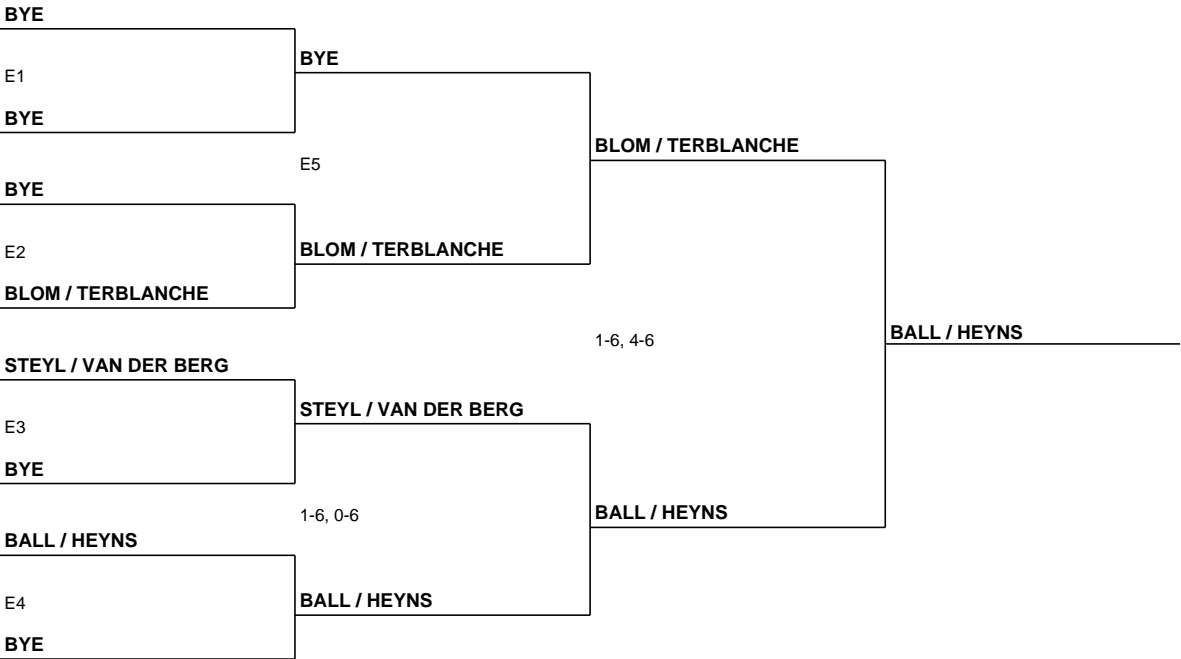 BYE
E1
BYE
BYE
E2
BLOM / TERBLANCHE
STEYL / VAN DER BERG
E3
BYE
BALL / HEYNS
E4
BYE
BYE
E5
BLOM / TERBLANCHE
STEYL / VAN DER BERG
1-6, 0-6
BALL / HEYNS
BLOM / TERBLANCHE
1-6, 4-6
BALL / HEYNS
BALL / HEYNS